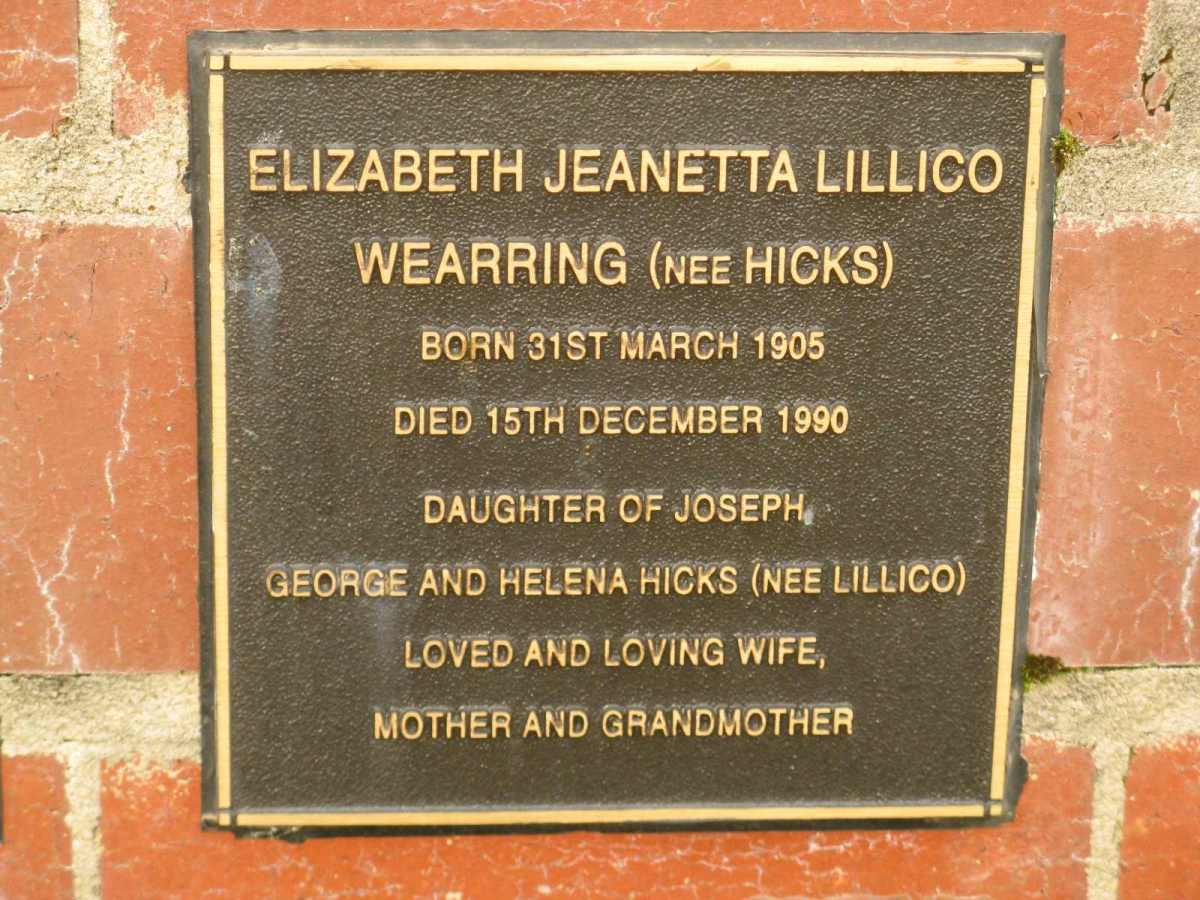 ELIZABETH JEANETTA LILLICO
WEARRING (NEE HICKS)
BORN 31ST MARCH 1905
DIED 15TH DECEMBER 1990
DAUGHTER OF JOSEPH
GEORGE AND HELENA HICKS (NEE LILLICO)
LOVED AND LOVING WIFE,
MOTHER AND GRANDMOTHER